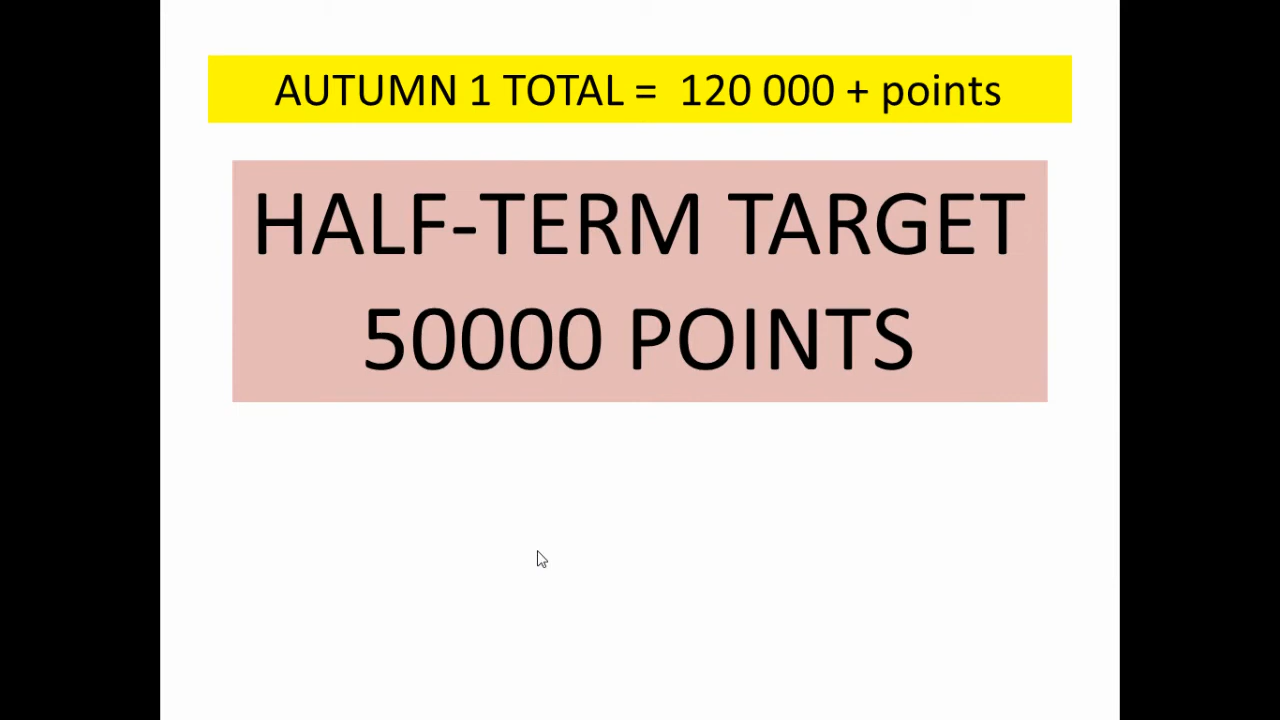 AUTUMN 1 TOTAL = 120 000 + points
HALF-TERM TARGET
50000 POINTS